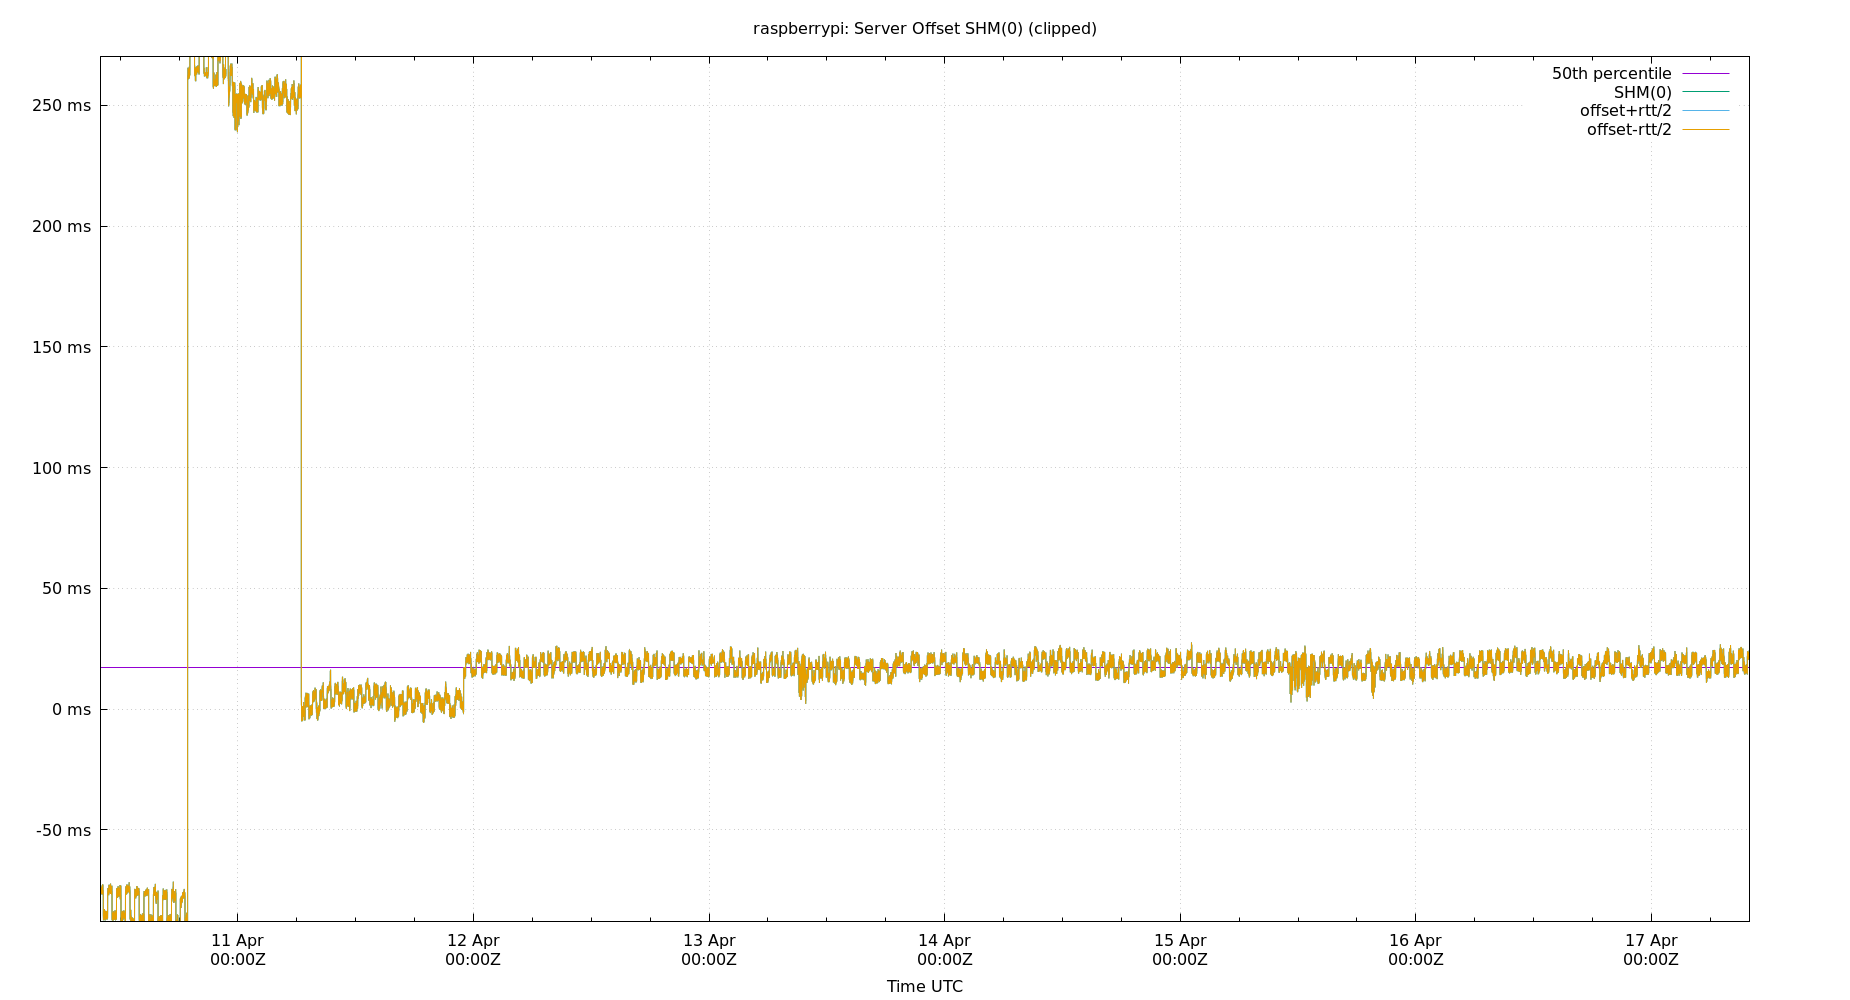 raspberrypi: Server Offset SHM(0) (clipped)
50th percentile
SHM(0)
offset+rtt/2
offset-rtt/2
250 ms
200 ms
150 ms
100 ms
50 ms
0 ms
-50 ms
11 Apr
00:00Z
12 Apr
00:00Z
13 Apr
00:00Z
14 Apr
00:00Z
15 Apr
00:00Z
16 Apr
00:00Z
17 Apr
00:00Z
Time UTC